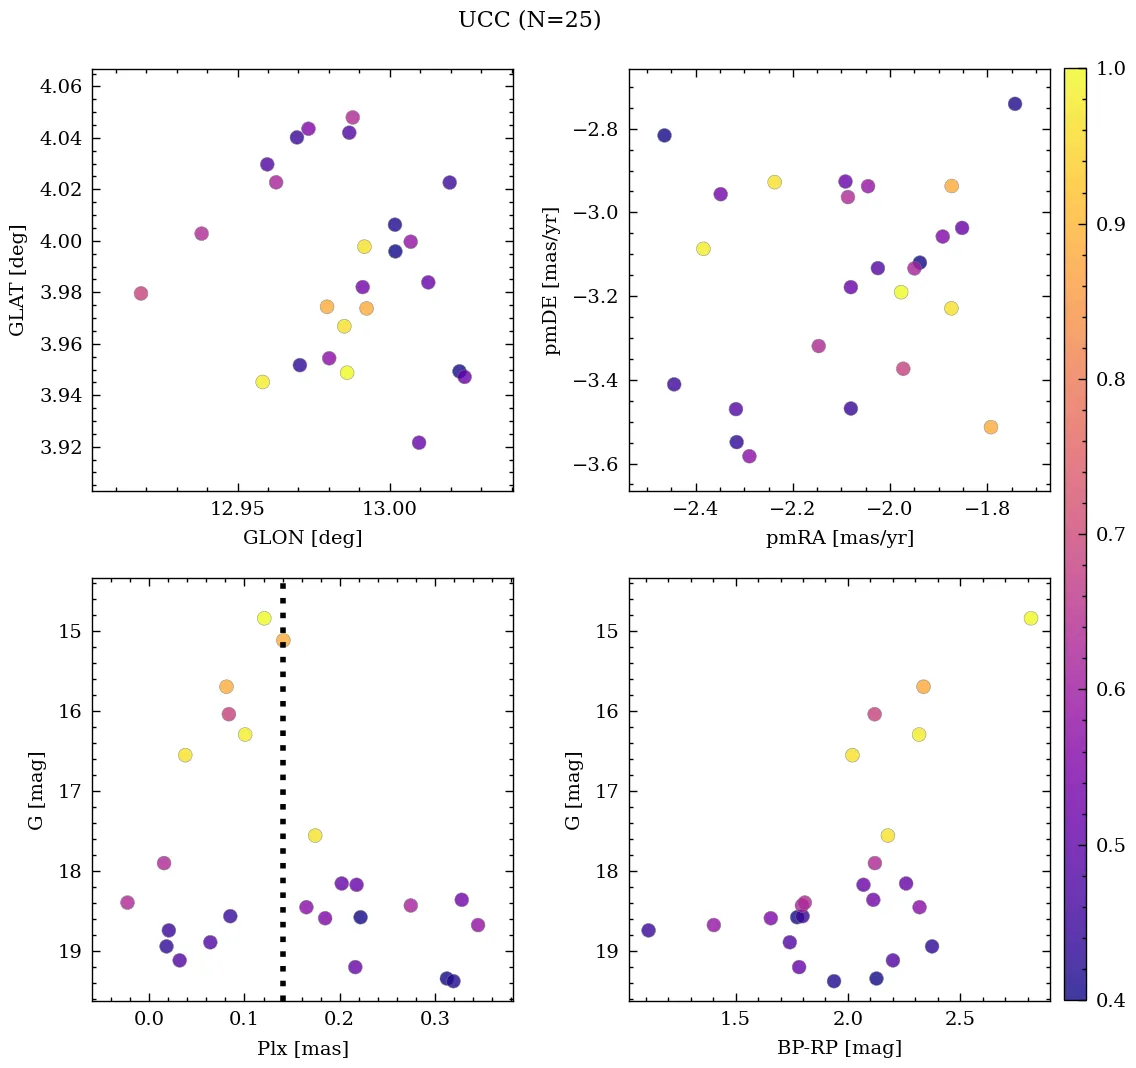 UCC (N=25)
4.06
4.04
4.02
4.00
3.98
3.96
3.94
3.92
GLAT [deg]
12.95 13.00
GLON [deg]
−2.8
−3.0
−3.2
−3.4
−3.6
pmDE [mas/yr]
−2.4 −2.2 −2.0 −1.8
pmRA [mas/yr]
15
16
17
18
19
G [mag]
0.0 0.1 0.2 0.3
Plx [mas]
15
16
17
18
19
G [mag]
1.5 2.0 2.5
BP-RP [mag]
1.0
0.9
0.8
0.7
0.6
0.5
0.4